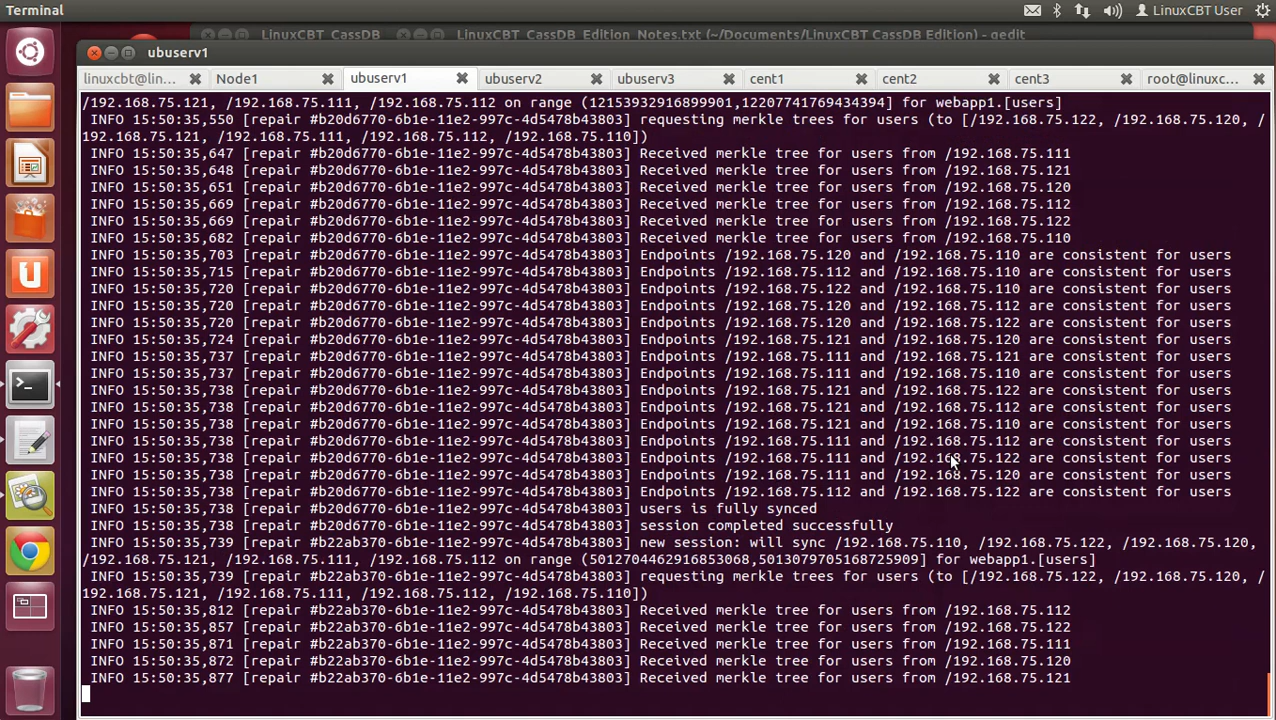 Terminal
LinuxCBT User
LinuxCBT_CassDB
LinuxCBT_CassDB_Edition_Notes.txt (~/Documents/LinuxCBT CassDB Edition) - gedit
ubuserv1
linuxcbt@lin...
Node1
ubuserv1
ubuserv2
ubuserv3
cent1
cent2
cent3
root@linuxc...
/192.168.75.121, /192.168.75.111, /192.168.75.112 on range (12153932916899901,12207741769434394] for webapp1.[users]
INFO 15:50:35,550 [repair #b20d6770-6b1e-11e2-997c-4d5478b43803] requesting merkle trees for users (to [/192.168.75.122, /192.168.75.120, /
192.168.75.121, /192.168.75.111, /192.168.75.112, /192.168.75.110])
INFO 15:50:35,647 [repair #b20d6770-6b1e-11e2-997c-4d5478b43803] Received merkle tree for users from /192.168.75.111
INFO 15:50:35,648 [repair #b20d6770-6b1e-11e2-997c-4d5478b43803] Received merkle tree for users from /192.168.75.121
INFO 15:50:35,651 [repair #b20d6770-6b1e-11e2-997c-4d5478b43803] Received merkle tree for users from /192.168.75.120
INFO 15:50:35,669 [repair #b20d6770-6b1e-11e2-997c-4d5478b43803] Received merkle tree for users from /192.168.75.112
INFO 15:50:35,669 [repair #b20d6770-6b1e-11e2-997c-4d5478b43803] Received merkle tree for users from /192.168.75.122
INFO 15:50:35,682 [repair #b20d6770-6b1e-11e2-997c-4d5478b43803] Received merkle tree for users from /192.168.75.110
INFO 15:50:35,703 [repair #b20d6770-6b1e-11e2-997c-4d5478b43803] Endpoints /192.168.75.120 and /192.168.75.110 are consistent for users
INFO 15:50:35,715 [repair #b20d6770-6b1e-11e2-997c-4d5478b43803] Endpoints /192.168.75.112 and /192.168.75.110 are consistent for users
INFO 15:50:35,720 [repair #b20d6770-6b1e-11e2-997c-4d5478b43803] Endpoints /192.168.75.122 and /192.168.75.110 are consistent for users
INFO 15:50:35,720 [repair #b20d6770-6b1e-11e2-997c-4d5478b43803] Endpoints /192.168.75.120 and /192.168.75.112 are consistent for users
INFO 15:50:35,720 [repair #b20d6770-6b1e-11e2-997c-4d5478b43803] Endpoints /192.168.75.120 and /192.168.75.122 are consistent for users
INFO 15:50:35,724 [repair #b20d6770-6b1e-11e2-997c-4d5478b43803] Endpoints /192.168.75.121 and /192.168.75.120 are consistent for users
INFO 15:50:35,737 [repair #b20d6770-6b1e-11e2-997c-4d5478b43803] Endpoints /192.168.75.111 and /192.168.75.121 are consistent for users
INFO 15:50:35,737 [repair #b20d6770-6b1e-11e2-997c-4d5478b43803] Endpoints /192.168.75.111 and /192.168.75.110 are consistent for users
INFO 15:50:35,738 [repair #b20d6770-6b1e-11e2-997c-4d5478b43803] Endpoints /192.168.75.121 and /192.168.75.122 are consistent for users
INFO 15:50:35,738 [repair #b20d6770-6b1e-11e2-997c-4d5478b43803] Endpoints /192.168.75.121 and /192.168.75.112 are consistent for users
INFO 15:50:35,738 [repair #b20d6770-6b1e-11e2-997c-4d5478b43803] Endpoints /192.168.75.121 and /192.168.75.110 are consistent for users
INFO 15:50:35,738 [repair #b20d6770-6b1e-11e2-997c-4d5478b43803] Endpoints /192.168.75.111 and /192.168.75.112 are consistent for users
INFO 15:50:35,738 [repair #b20d6770-6b1e-11e2-997c-4d5478b43803] Endpoints /192.168.75.111 and /192.168.75.122 are consistent for users
INFO 15:50:35,738 [repair #b20d6770-6b1e-11e2-997c-4d5478b43803] Endpoints /192.168.75.111 and /192.168.75.120 are consistent for users
INFO 15:50:35,738 [repair #b20d6770-6b1e-11e2-997c-4d5478b43803] Endpoints /192.168.75.112 and /192.168.75.122 are consistent for users
INFO 15:50:35,738 [repair #b20d6770-6b1e-11e2-997c-4d5478b43803] users is fully synced
INFO 15:50:35,738 [repair #b20d6770-6b1e-11e2-997c-4d5478b43803] session completed successfully
INFO 15:50:35,739 [repair #b22ab370-6b1e-11e2-997c-4d5478b43803] new session: will sync /192.168.75.110, /192.168.75.122, /192.168.75.120,
/192.168.75.121, /192.168.75.111, /192.168.75.112 on range (5012704462916853068,5013079705168725909] for webapp1.[users]
INFO 15:50:35,739 [repair #b22ab370-6b1e-11e2-997c-4d5478b43803] requesting merkle trees for users (to [/192.168.75.122, /192.168.75.120, /
192.168.75.121, /192.168.75.111, /192.168.75.112, /192.168.75.110])
INFO 15:50:35,812 [repair #b22ab370-6b1e-11e2-997c-4d5478b43803] Received merkle tree for users from /192.168.75.112
INFO 15:50:35,857 [repair #b22ab370-6b1e-11e2-997c-4d5478b43803] Received merkle tree for users from /192.168.75.122
INFO 15:50:35,871 [repair #b22ab370-6b1e-11e2-997c-4d5478b43803] Received merkle tree for users from /192.168.75.111
INFO 15:50:35,872 [repair #b22ab370-6b1e-11e2-997c-4d5478b43803] Received merkle tree for users from /192.168.75.120
INFO 15:50:35,877 [repair #b22ab370-6b1e-11e2-997c-4d5478b43803] Received merkle tree for users from /192.168.75.121